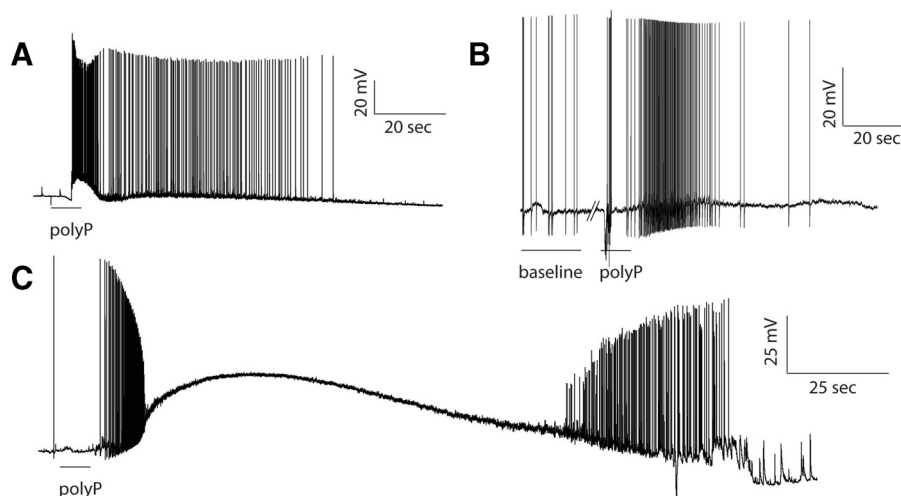 A
20 mV
20 sec
polyP
B
20 mV
20 sec
baseline
polyP
C
25 mV
25 sec
polyP